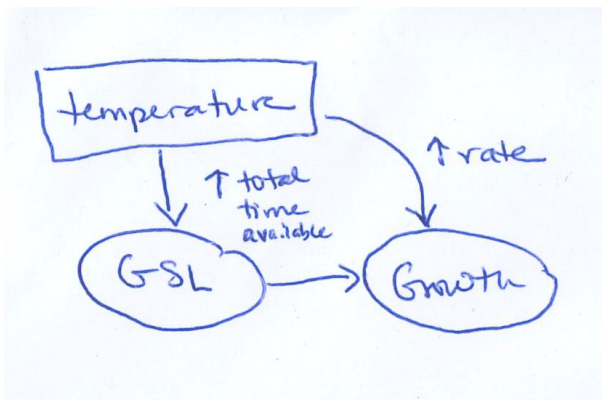 temperature
↑ rate
↑ total
time
available
GSL
Growth